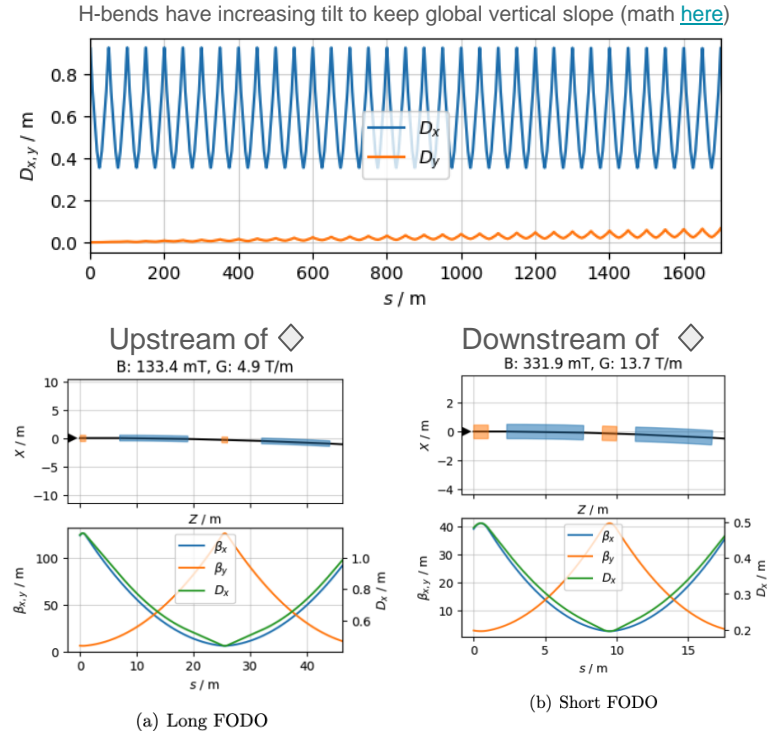 H-bends have increasing tilt to keep global vertical slope (math here)
0.8
0.6
0.4
0.2
0.0
D_{x,y} / m
D_x
D_y
0 200 400 600 800 1000 1200 1400 1600
s / m
Upstream of ◇
B: 133.4 mT, G: 4.9 T/m
10
5
0
−5
−10
X / m
Z / m
100
50
0
β_{x,y} / m
β_x
β_y
D_x
1.0
0.8
0.6
D_x / m
0 10 20 30 40
s / m
(a) Long FODO
Downstream of ◇
B: 331.9 mT, G: 13.7 T/m
2
0
−2
−4
X / m
Z / m
40
30
20
10
β_{x,y} / m
β_x
β_y
D_x
0.5
0.4
0.3
0.2
D_x / m
0 5 10 15
s / m
(b) Short FODO